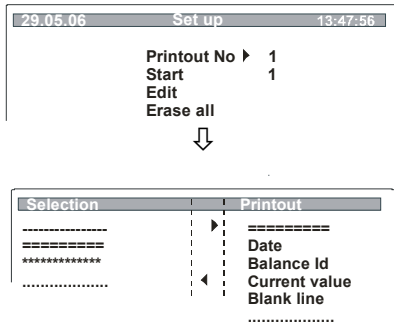 29.05.06 Set up 13:47:56
Printout No 1
Start 1
Edit
Erase all
Selection Printout
---------------- =========
========= Date
************* Balance Id
................... Current value
Blank line
...................